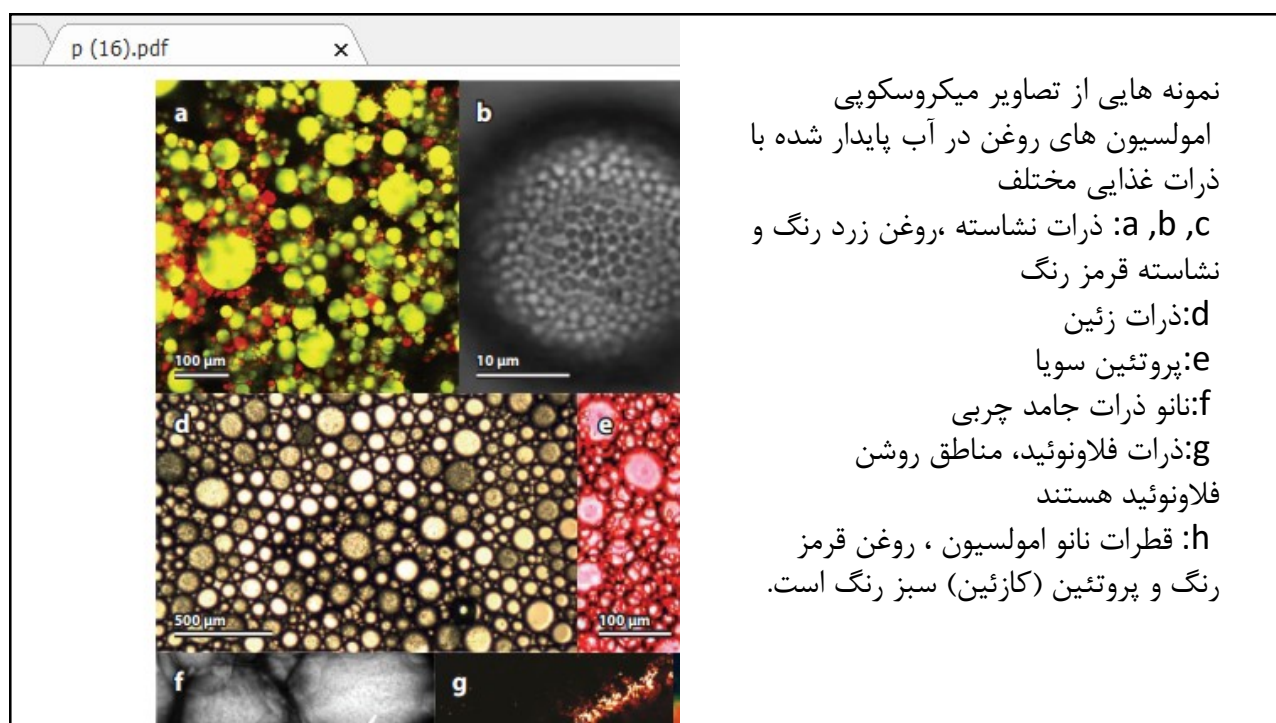 p (16).pdf ×
a
b
100 µm
10 µm
d
e
500 µm
100 µm
f
g
نمونه هایی از تصاویر میکروسکوپی
امولسیون های روغن در آب پایدار شده با
ذرات غذایی مختلف
a ,b ,c: ذرات نشاسته ،روغن زرد رنگ و
نشاسته قرمز رنگ
d:ذرات زئین
e:پروتئین سویا
f:نانو ذرات جامد چربی
g:ذرات فلاونوئید، مناطق روشن
فلاونوئید هستند
h: قطرات نانو امولسیون ، روغن قرمز
رنگ و پروتئین (کازئین) سبز رنگ است.